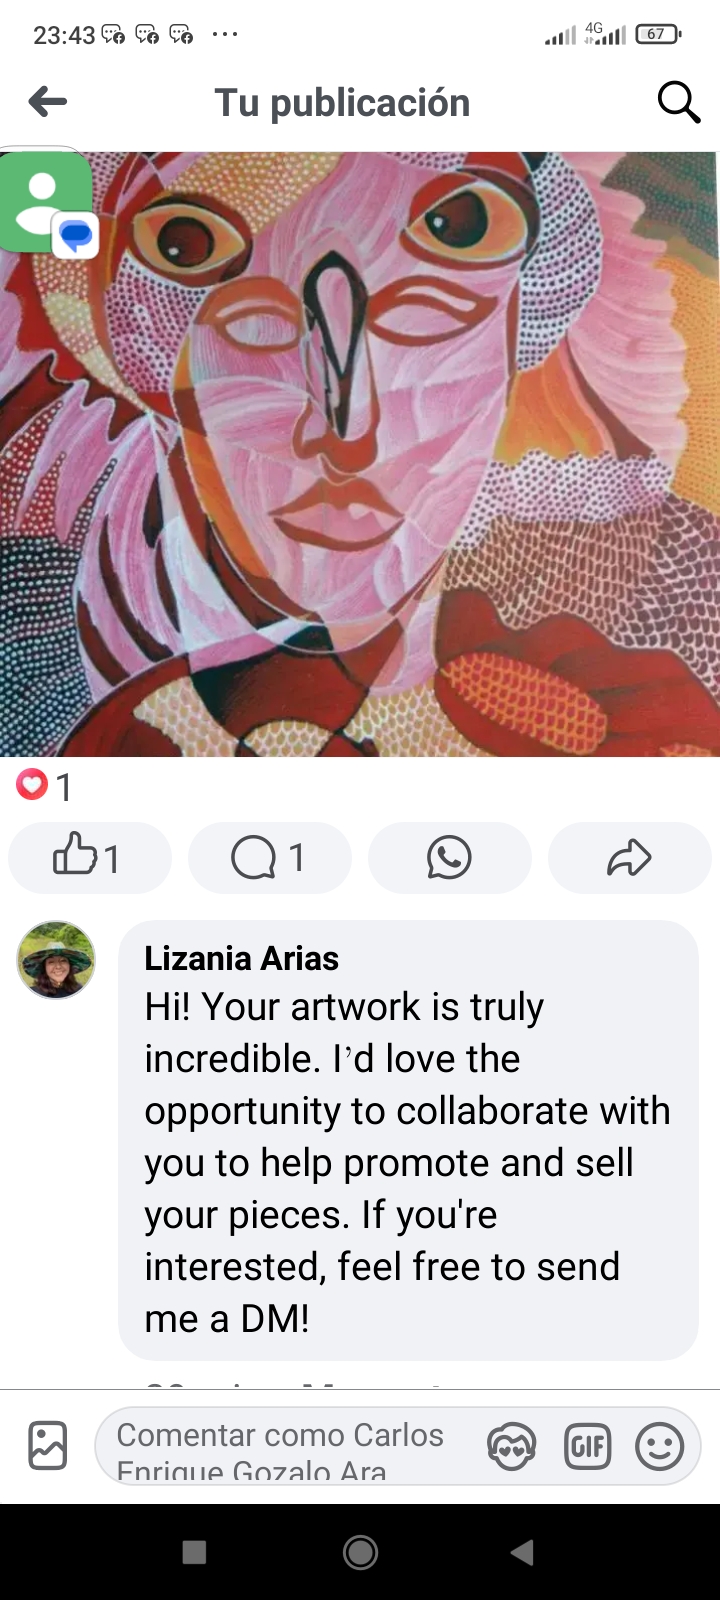 23:43
4G
67
Tu publicación
1
1
1
Lizania Arias
Hi! Your artwork is truly
incredible. I’d love the
opportunity to collaborate with
you to help promote and sell
your pieces. If you're
interested, feel free to send
me a DM!
Comentar como Carlos
Enrique Gozalo Ara
GIF